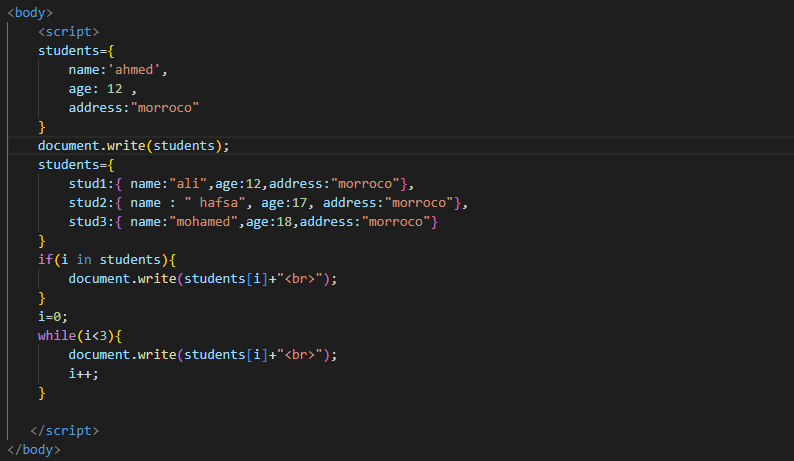 <body>
<script>
students={
name:'ahmed',
age: 12 ,
address:"morroco"
}
document.write(students);
students={
stud1:{ name:"ali",age:12,address:"morroco"},
stud2:{ name : " hafsa", age:17, address:"morroco"},
stud3:{ name:"mohamed",age:18,address:"morroco"}
}
if(i in students){
document.write(students[i]+"<br>");
}
i=0;
while(i<3){
document.write(students[i]+"<br>");
i++;
}
</script>
</body>